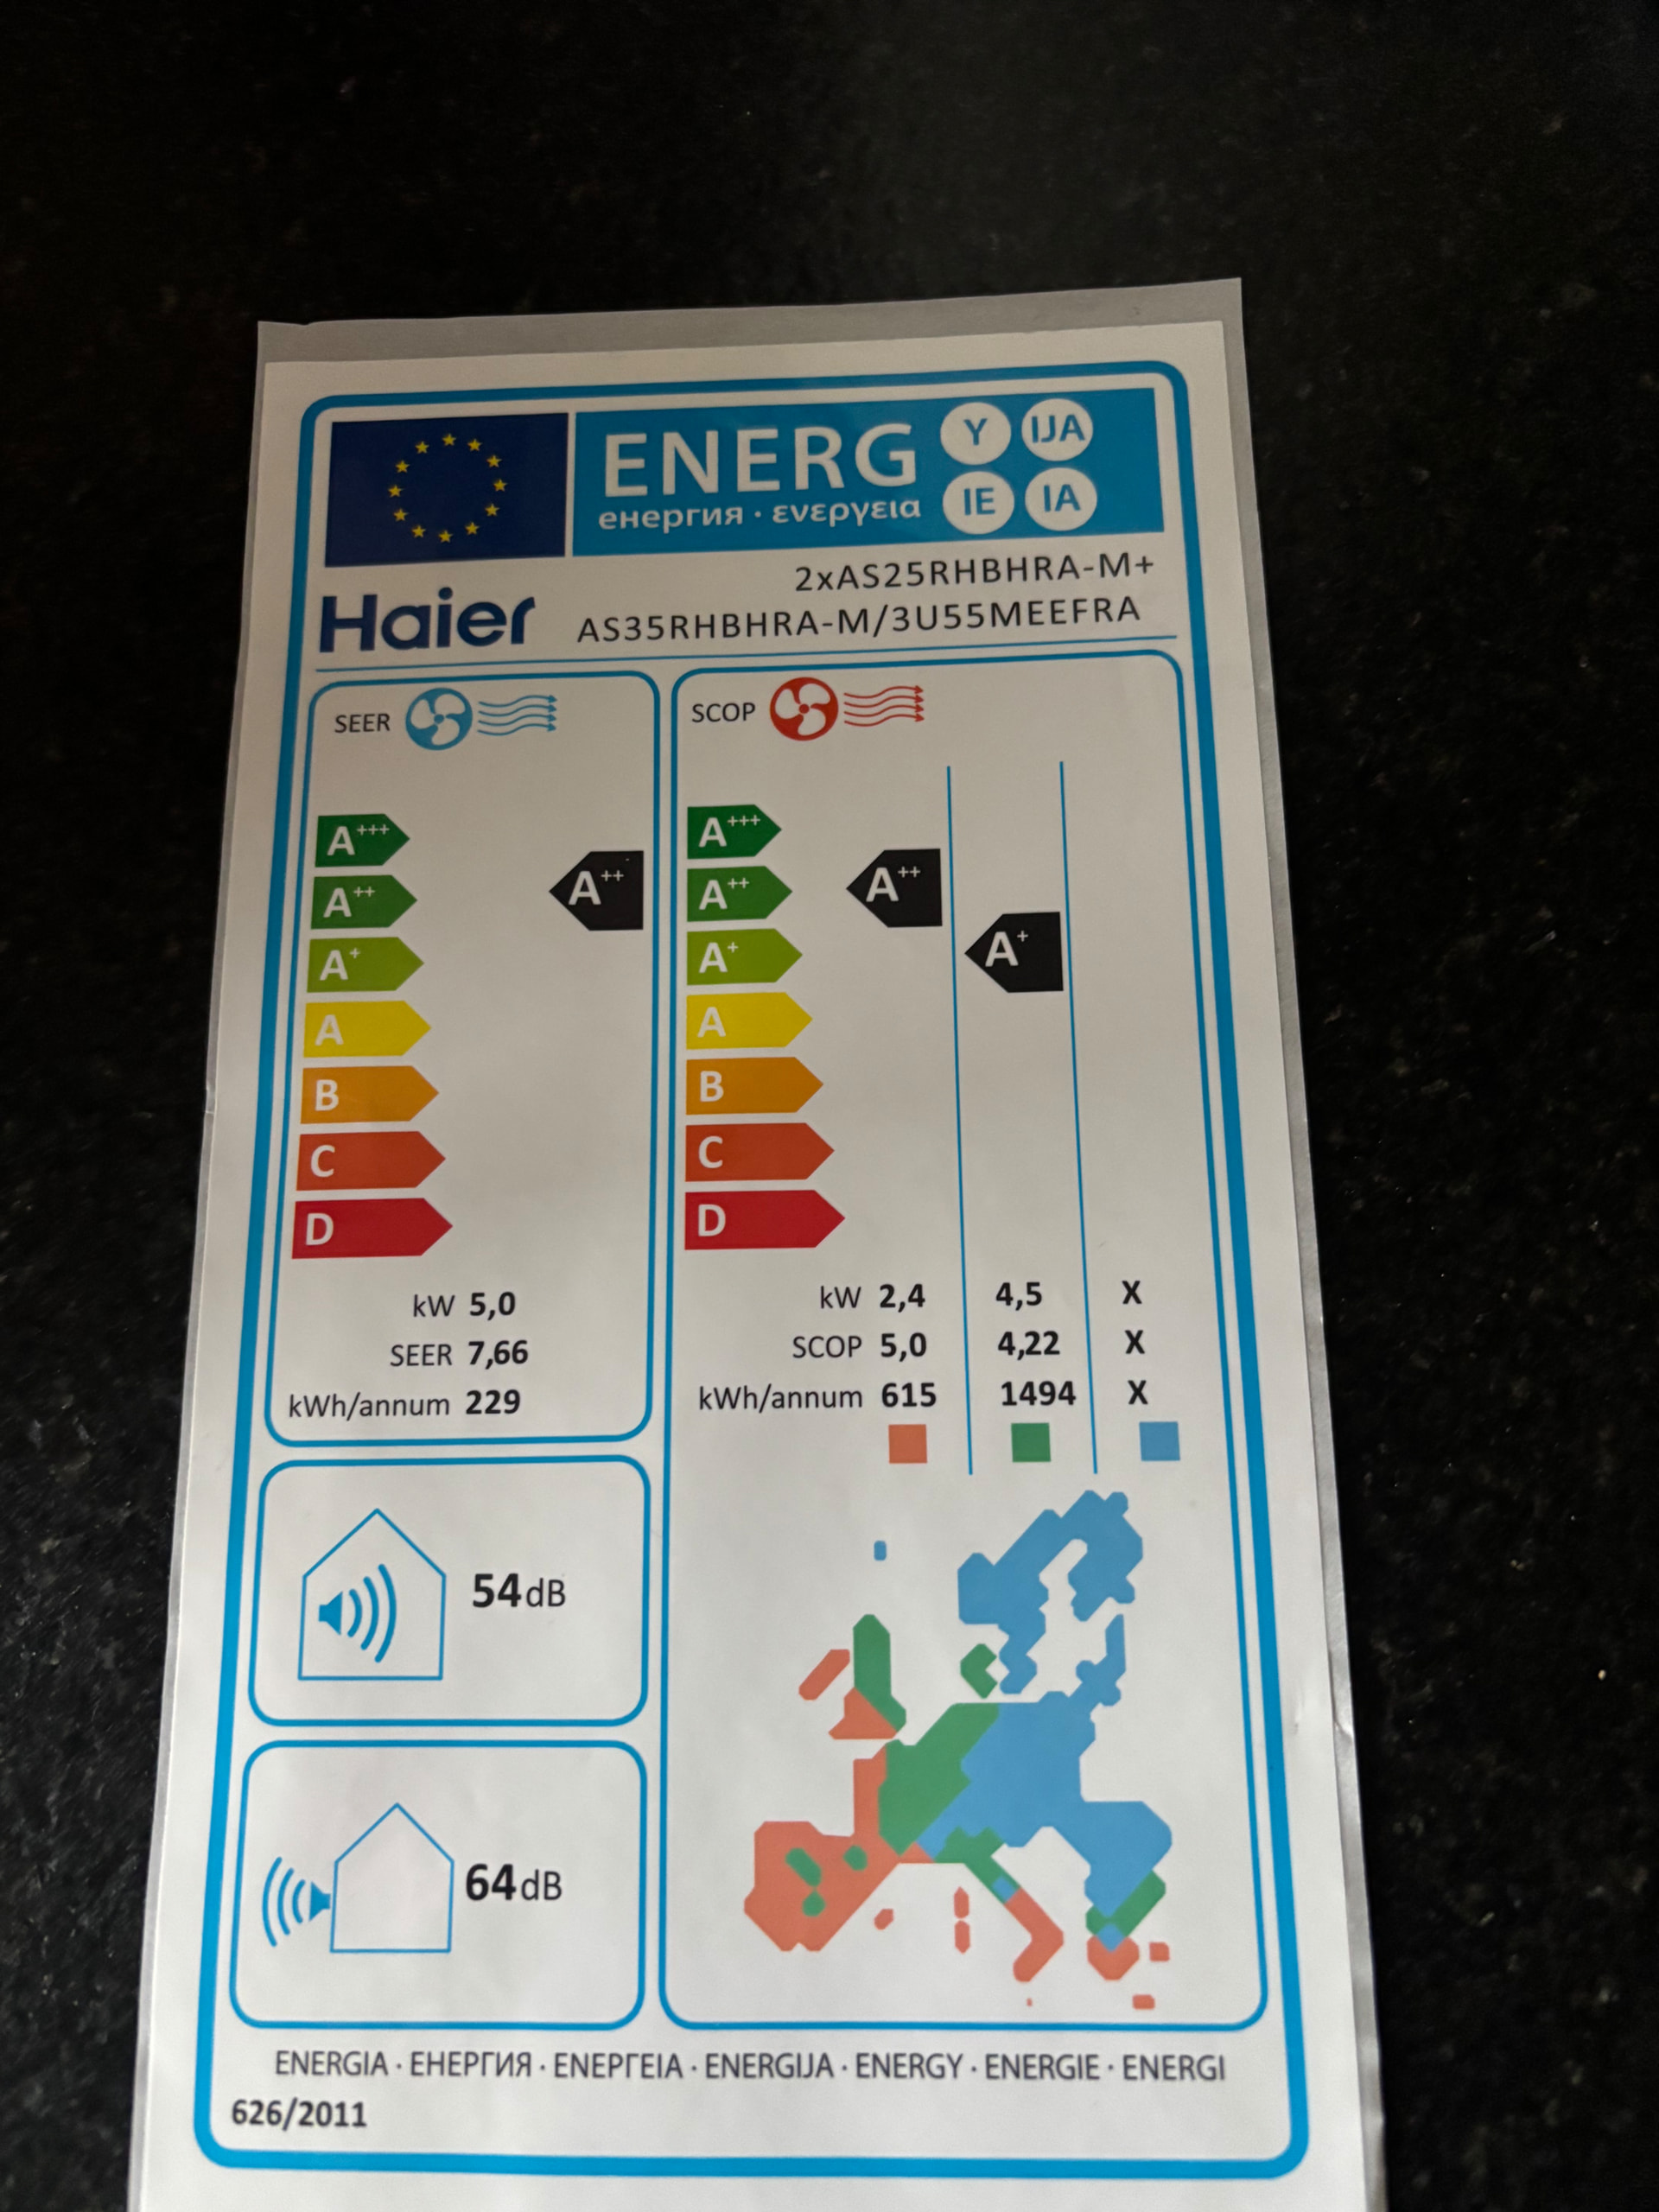 ENERG Y IJA
енергия · ενεργεια IE IA
2xAS25RHBHRA-M+
Haier AS35RHBHRA-M/3U55MEEFRA
SEER
A+++
A++
A+
A
B
C
D
A++
kW 5,0
SEER 7,66
kWh/annum 229
SCOP
A+++
A++
A+
A
B
C
D
A++
A+
kW 2,4 4,5 X
SCOP 5,0 4,22 X
kWh/annum 615 1494 X
54dB
64dB
ENERGIA · ЕНЕРГИЯ · ΕΝΕΡΓΕΙΑ · ENERGIJA · ENERGY · ENERGIE · ENERGI
626/2011